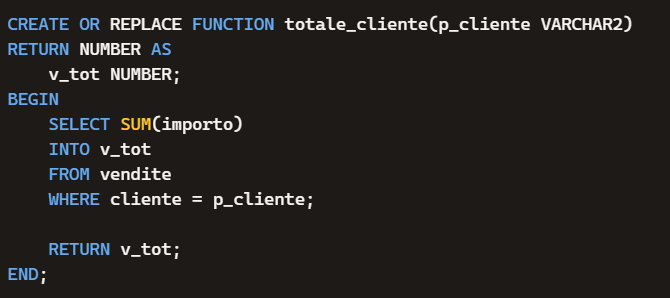 CREATE OR REPLACE FUNCTION totale_cliente(p_cliente VARCHAR2)
RETURN NUMBER AS
    v_tot NUMBER;
BEGIN
    SELECT SUM(importo)
    INTO v_tot
    FROM vendite
    WHERE cliente = p_cliente;

    RETURN v_tot;
END;